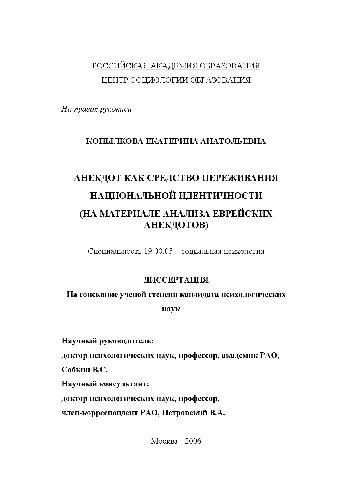 РОССИЙСКАЯ АКАДЕМИЯ ОБРАЗОВАНИЯ
ЦЕНТР СОЦИОЛОГИИ ОБРАЗОВАНИЯ
На правах рукописи
КОПЫЛКОВА ЕКАТЕРИНА АНАТОЛЬЕВНА
АНЕКДОТ КАК СРЕДСТВО ПЕРЕЖИВАНИЯ
НАЦИОНАЛЬНОЙ ИДЕНТИЧНОСТИ
(НА МАТЕРИАЛЕ АНАЛИЗА ЕВРЕЙСКИХ
АНЕКДОТОВ)
Специальность 19.00.05 – социальная психология
ДИССЕРТАЦИЯ
На соискание ученой степени кандидата психологических
наук
Научный руководитель:
доктор психологических наук, профессор, академик РАО,
Собкин В.С.
Научный консультант:
доктор психологических наук, профессор,
член-корреспондент РАО, Петровский В.А.
Москва – 2006